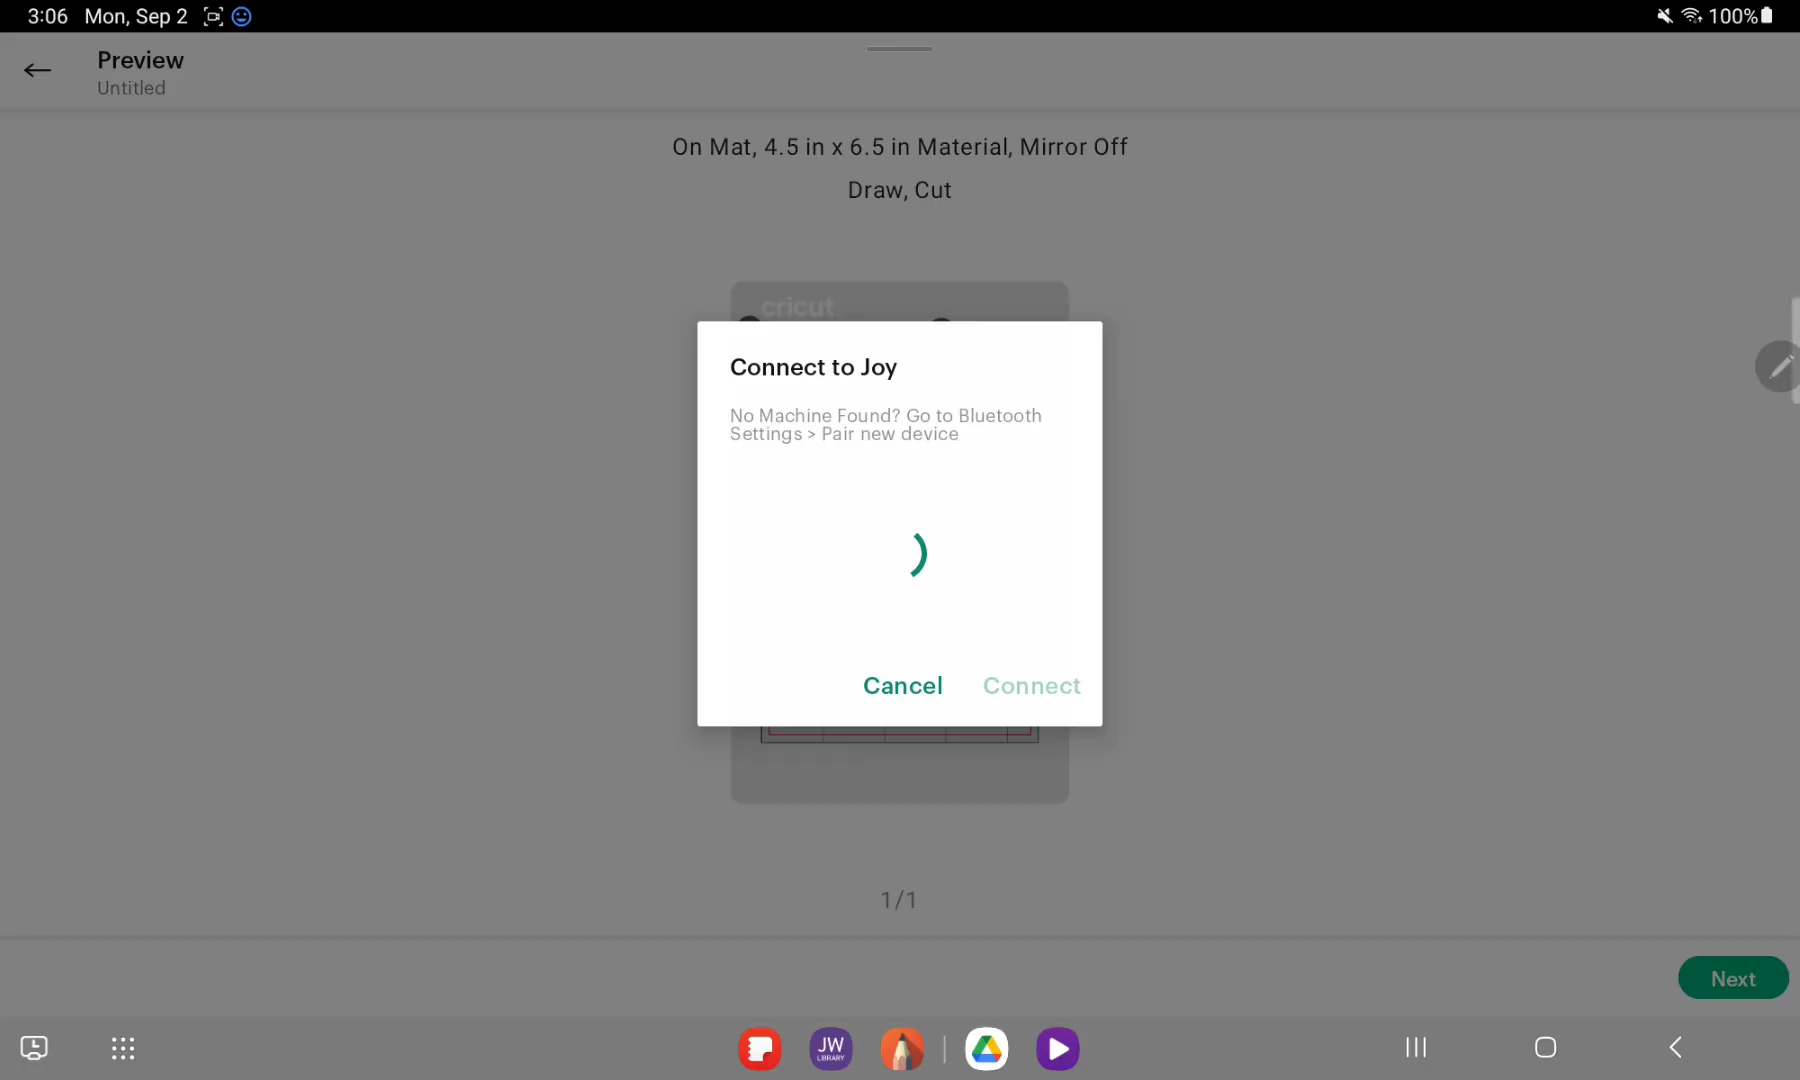 3:06 Mon, Sep 2
100%
Preview
Untitled
On Mat, 4.5 in x 6.5 in Material, Mirror Off
Draw, Cut
cricut
Connect to Joy
No Machine Found? Go to Bluetooth
Settings > Pair new device
Cancel Connect
1/1
Next
JW
LIBRARY